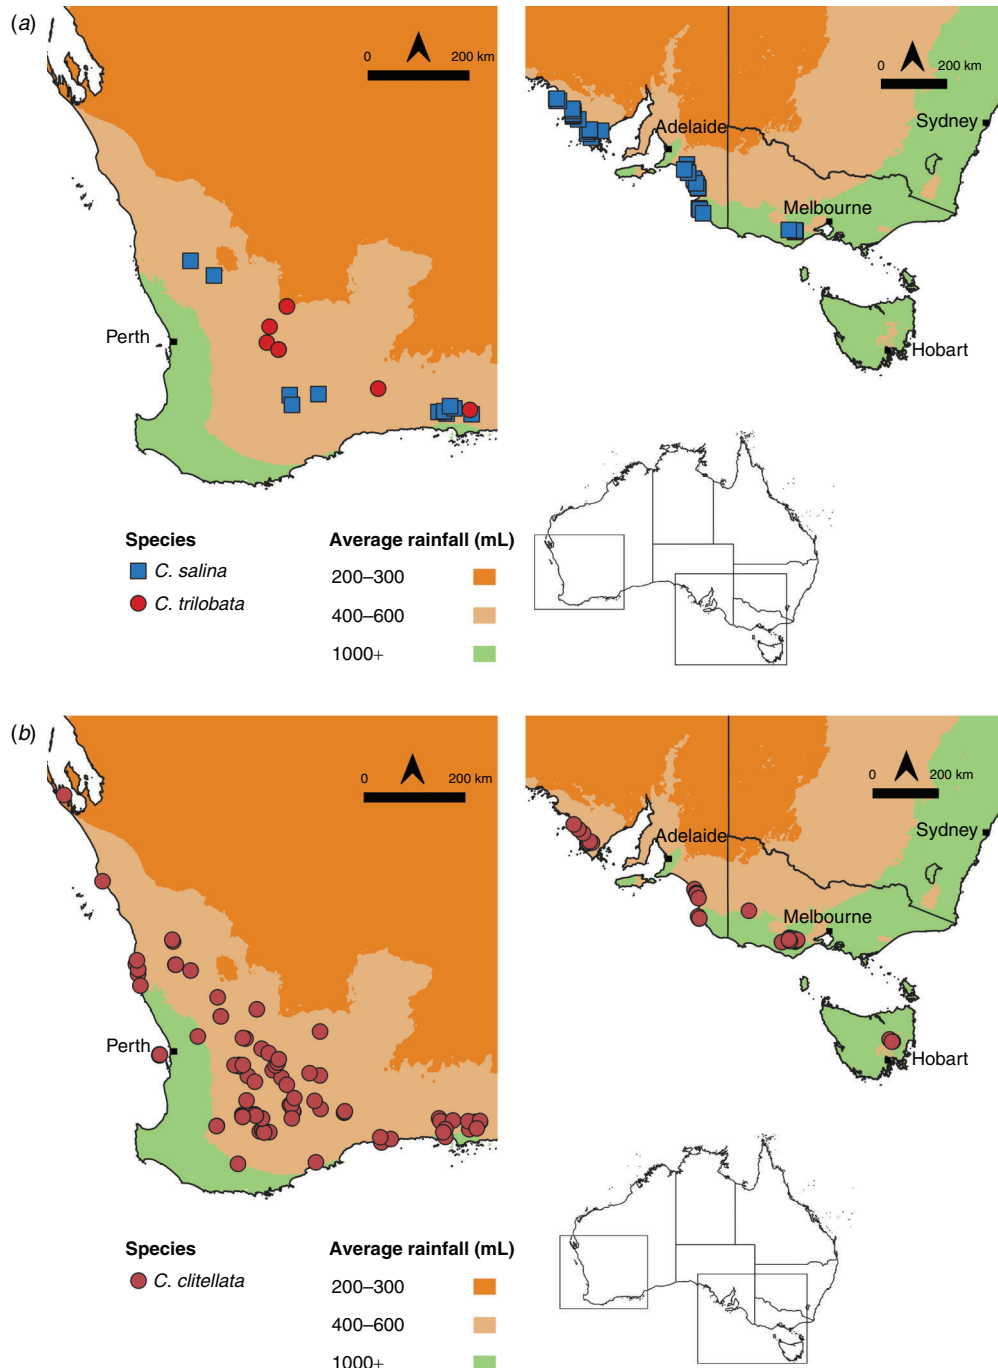 (a)
0 200 km
0 200 km
Adelaide
Sydney
Melbourne
Perth
Hobart
Species
C. salina
C. trilobata
Average rainfall (mL)
200–300
400–600
1000+
(b)
0 200 km
0 200 km
Adelaide
Sydney
Melbourne
Perth
Hobart
Species
C. clitellata
Average rainfall (mL)
200–300
400–600
1000+